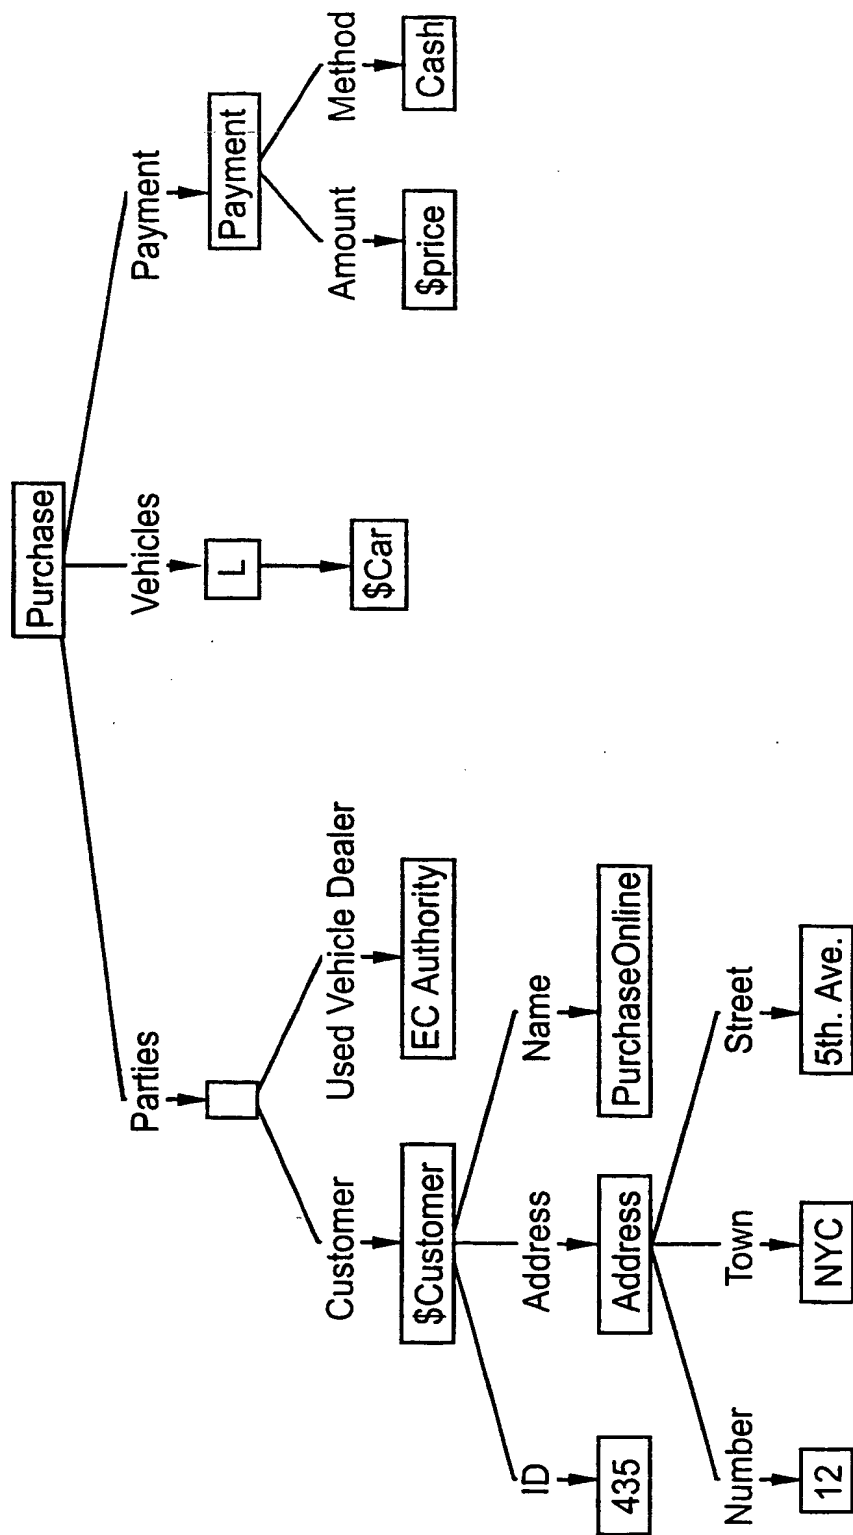 Purchase
Parties
Vehicles
Payment
L
Payment
Customer
Used Vehicle Dealer
Amount
Method
$Customer
EC Authority
$Car
$price
Cash
ID
Address
Name
435
Address
PurchaseOnline
Number
Town
Street
12
NYC
5th. Ave.